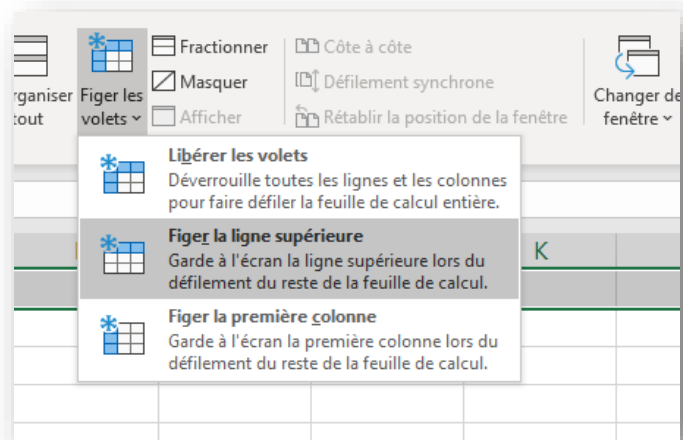 Fractionner
Côte à côte
Masquer
Défilement synchrone
Afficher
Rétablir la position de la fenêtre
tout
Figer les
volets
Changer de
fenêtre
Libérer les volets
Déverrouille toutes les lignes et les colonnes
pour faire défiler la feuille de calcul entière.
Figer la ligne supérieure
Garde à l'écran la ligne supérieure lors du
défilement du reste de la feuille de calcul.
Figer la première colonne
Garde à l'écran la première colonne lors du
défilement du reste de la feuille de calcul.
K